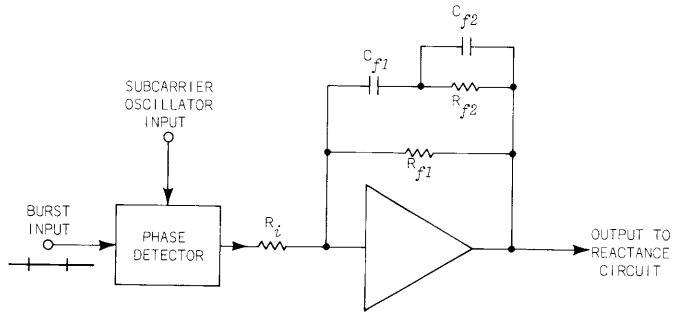 C f2
C f1
SUBCARRIER
OSCILLATOR
INPUT
R f2
R f1
BURST
INPUT
PHASE
DETECTOR
R i
OUTPUT TO
REACTANCE
CIRCUIT